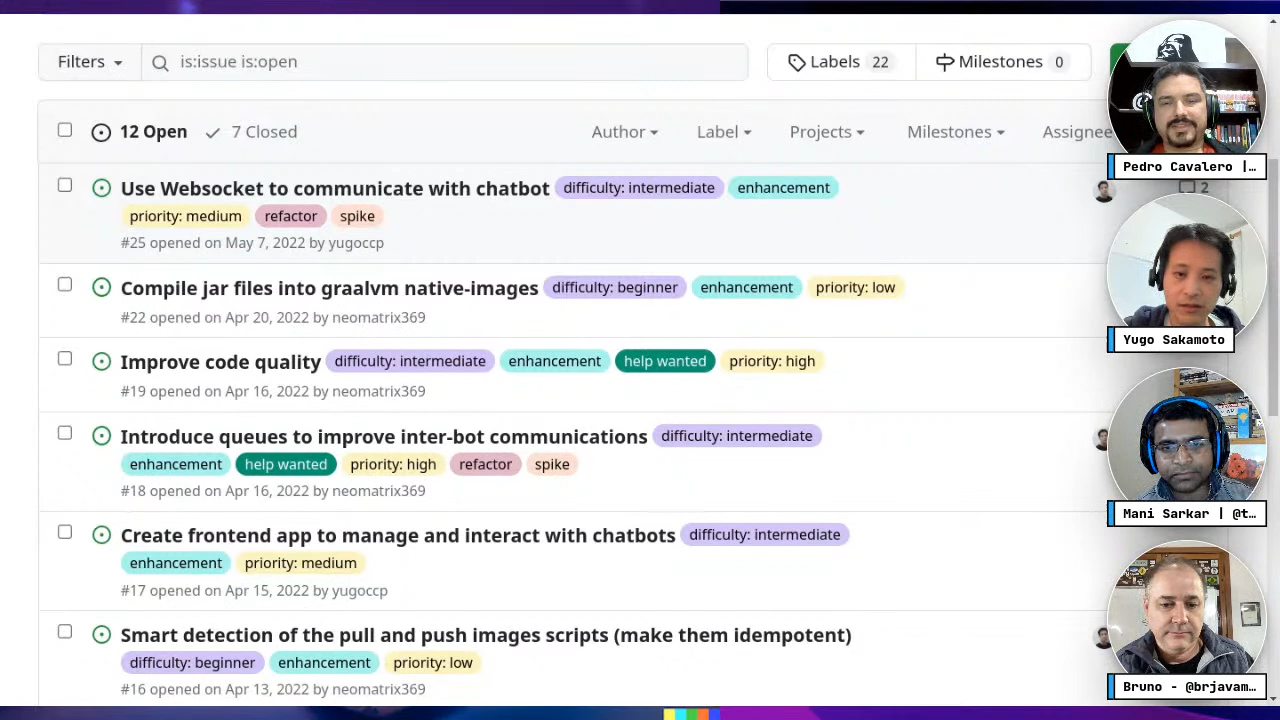 Filters
is:issue is:open
Labels 22
Milestones 0
12 Open
7 Closed
Author
Label
Projects
Milestones
Assignee
Use Websocket to communicate with chatbot difficulty: intermediate enhancement
priority: medium refactor spike
#25 opened on May 7, 2022 by yugoccp
2
Compile jar files into graalvm native-images difficulty: beginner enhancement priority: low
#22 opened on Apr 20, 2022 by neomatrix369
Improve code quality difficulty: intermediate enhancement help wanted priority: high
#19 opened on Apr 16, 2022 by neomatrix369
Introduce queues to improve inter-bot communications difficulty: intermediate
enhancement help wanted priority: high refactor spike
#18 opened on Apr 16, 2022 by neomatrix369
Create frontend app to manage and interact with chatbots difficulty: intermediate
enhancement priority: medium
#17 opened on Apr 15, 2022 by yugoccp
Smart detection of the pull and push images scripts (make them idempotent)
difficulty: beginner enhancement priority: low
#16 opened on Apr 13, 2022 by neomatrix369
Pedro Cavalero |...
Yugo Sakamoto
Mani Sarkar | @t...
Bruno - @brjavam...